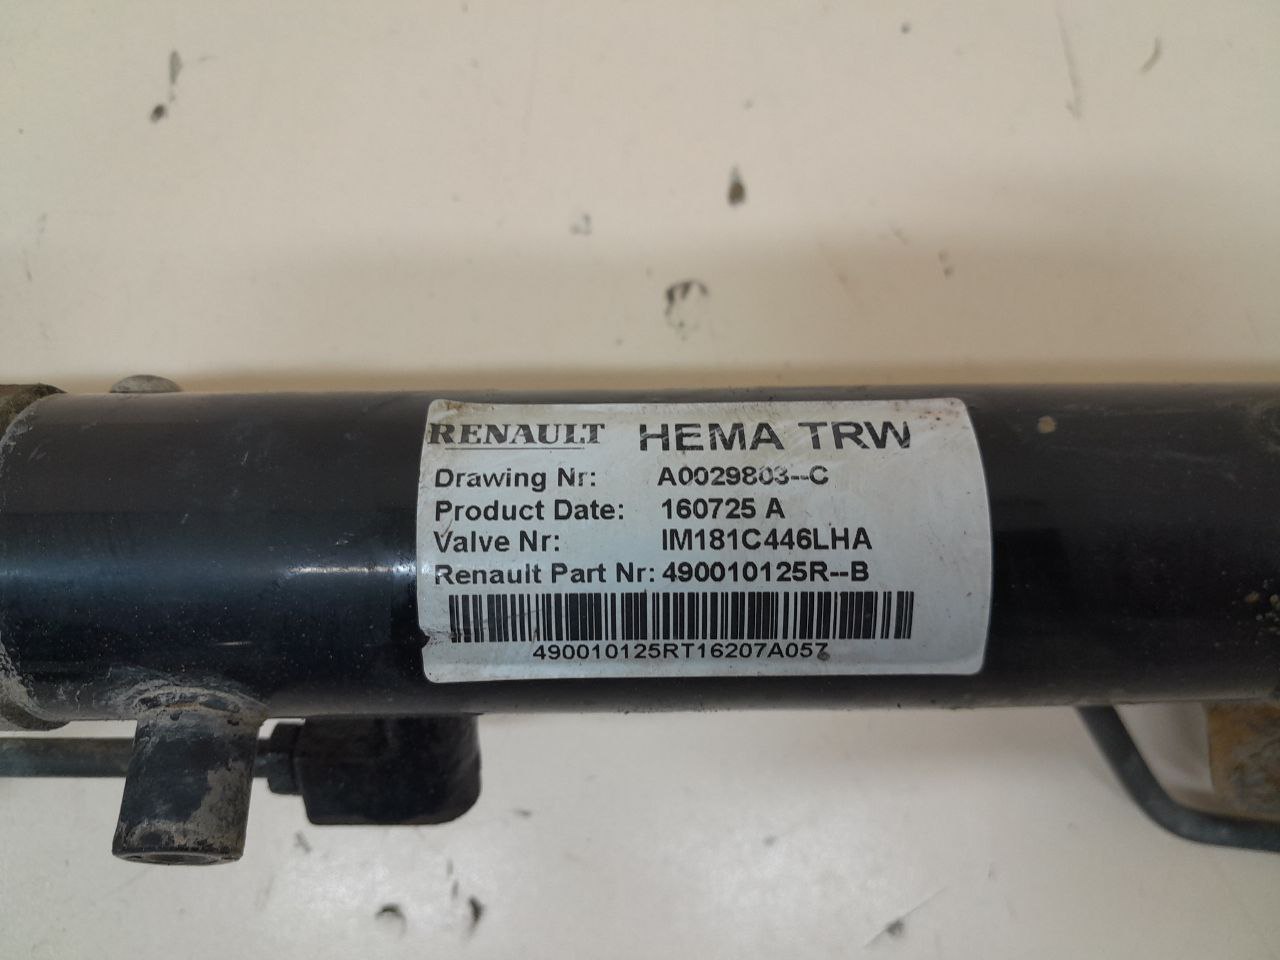 RENAULT HEMA TRW
Drawing Nr: A0029803--C
Product Date: 160725 A
Valve Nr: IM181C446LHA
Renault Part Nr: 490010125R--B
490010125RT16207A057